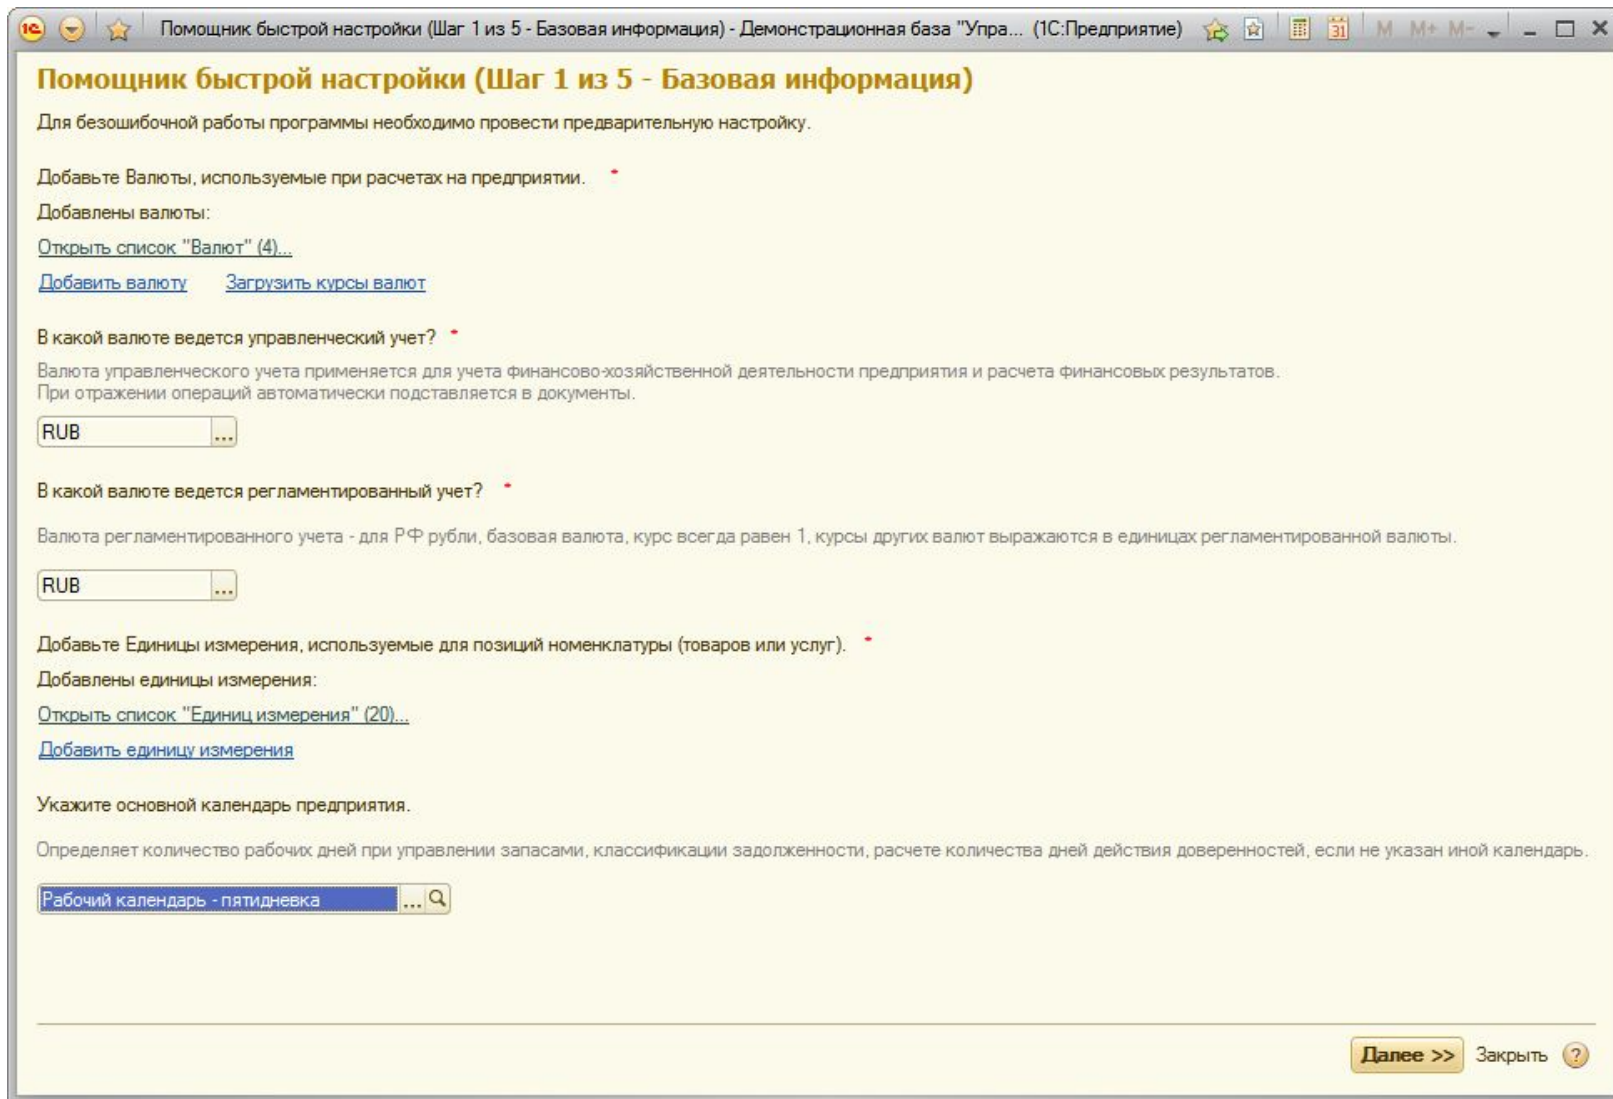 1С Помощник быстрой настройки (Шаг 1 из 5 - Базовая информация) - Демонстрационная база "Упра... (1С:Предприятие) 31 M M+ M-
Помощник быстрой настройки (Шаг 1 из 5 - Базовая информация)
Для безошибочной работы программы необходимо провести предварительную настройку.
Добавьте Валюты, используемые при расчетах на предприятии. *
Добавлены валюты:
Открыть список "Валют" (4)...
Добавить валюту Загрузить курсы валют
В какой валюте ведется управленческий учет? *
Валюта управленческого учета применяется для учета финансово-хозяйственной деятельности предприятия и расчета финансовых результатов.
При отражении операций автоматически подставляется в документы.
RUB ...
В какой валюте ведется регламентированный учет? *
Валюта регламентированного учета - для РФ рубли, базовая валюта, курс всегда равен 1, курсы других валют выражаются в единицах регламентированной валюты.
RUB ...
Добавьте Единицы измерения, используемые для позиций номенклатуры (товаров или услуг). *
Добавлены единицы измерения:
Открыть список "Единиц измерения" (20)...
Добавить единицу измерения
Укажите основной календарь предприятия.
Определяет количество рабочих дней при управлении запасами, классификации задолженности, расчете количества дней действия доверенностей, если не указан иной календарь.
Рабочий календарь - пятидневка ...
Далее >> Закрыть ?